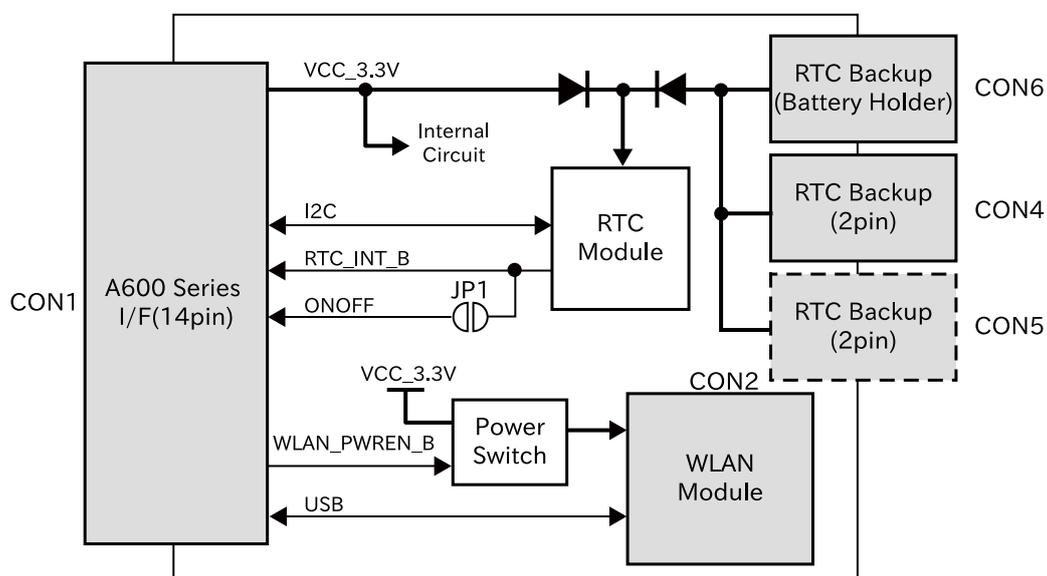 VCC_3.3V
RTC Backup
(Battery Holder)
CON6
Internal
Circuit
RTC Backup
(2pin)
CON4
I2C
RTC
Module
RTC_INT_B
JP1
ONOFF
CON1
A600 Series
I/F(14pin)
RTC Backup
(2pin)
CON5
VCC_3.3V
CON2
Power
Switch
WLAN_PWREN_B
WLAN
Module
USB